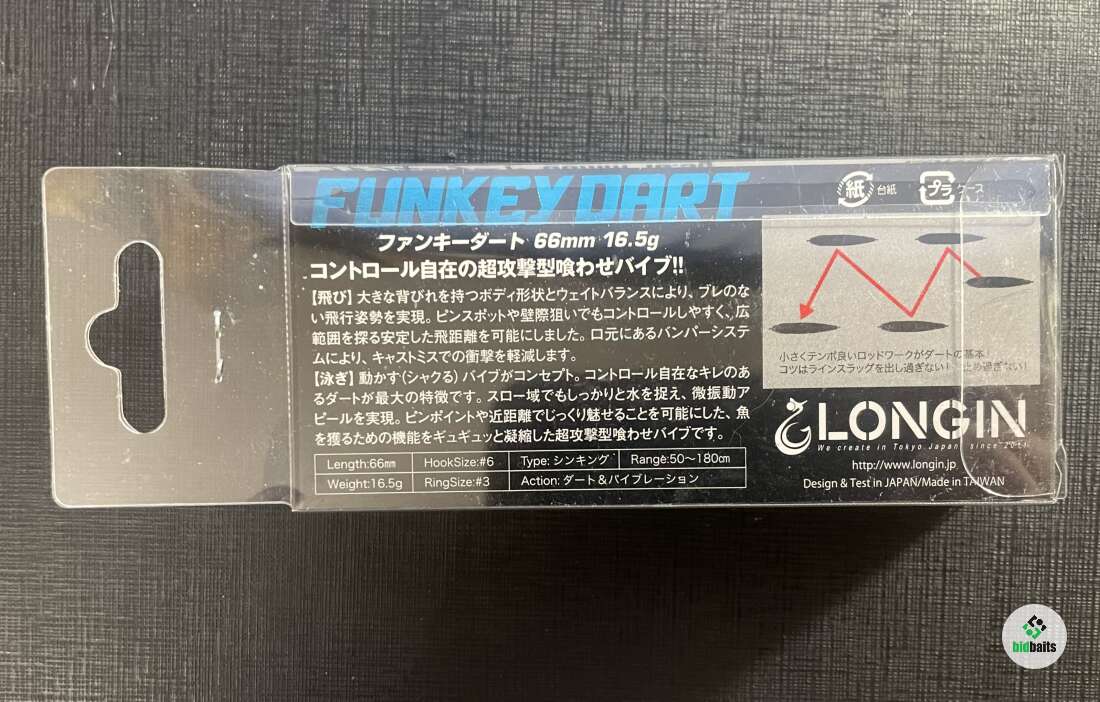 FUNKEY DART
紙 台紙
プラ ケース
ファンキーダート 66mm 16.5g
コントロール自在の超攻撃型喰わせバイブ!!
【飛び】大きな背びれを持つボディ形状とウェイトバランスにより、ブレのな
い飛行姿勢を実現。ピンスポットや壁際狙いでもコントロールしやすく、広
範囲を探る安定した飛距離を可能にしました。口元にあるバンパーシステ
ムにより、キャストミスでの衝撃を軽減します。
【泳ぎ】動かす(シャクる)バイブがコンセプト。コントロール自在なキレのあ
るダートが最大の特徴です。スロー域でもしっかりと水を捉え、微振動ア
ピールを実現。ピンポイントや近距離でじっくり魅せることを可能にした、魚
を獲るための機能をギュギュッと凝縮した超攻撃型喰わせバイブです。
Length:66mm HookSize:#6 Type: シンキング Range:50〜180cm
Weight:16.5g RingSize:#3 Action: ダート&バイブレーション
小さくテンポ良いロッドワークがダートの基本!
コツはラインスラッグを出し過ぎない! 止め過ぎない!
LONGIN
We create in Tokyo Japan since 2011
http://www.longin.jp
Design & Test in JAPAN/Made in TAIWAN
bidbaits